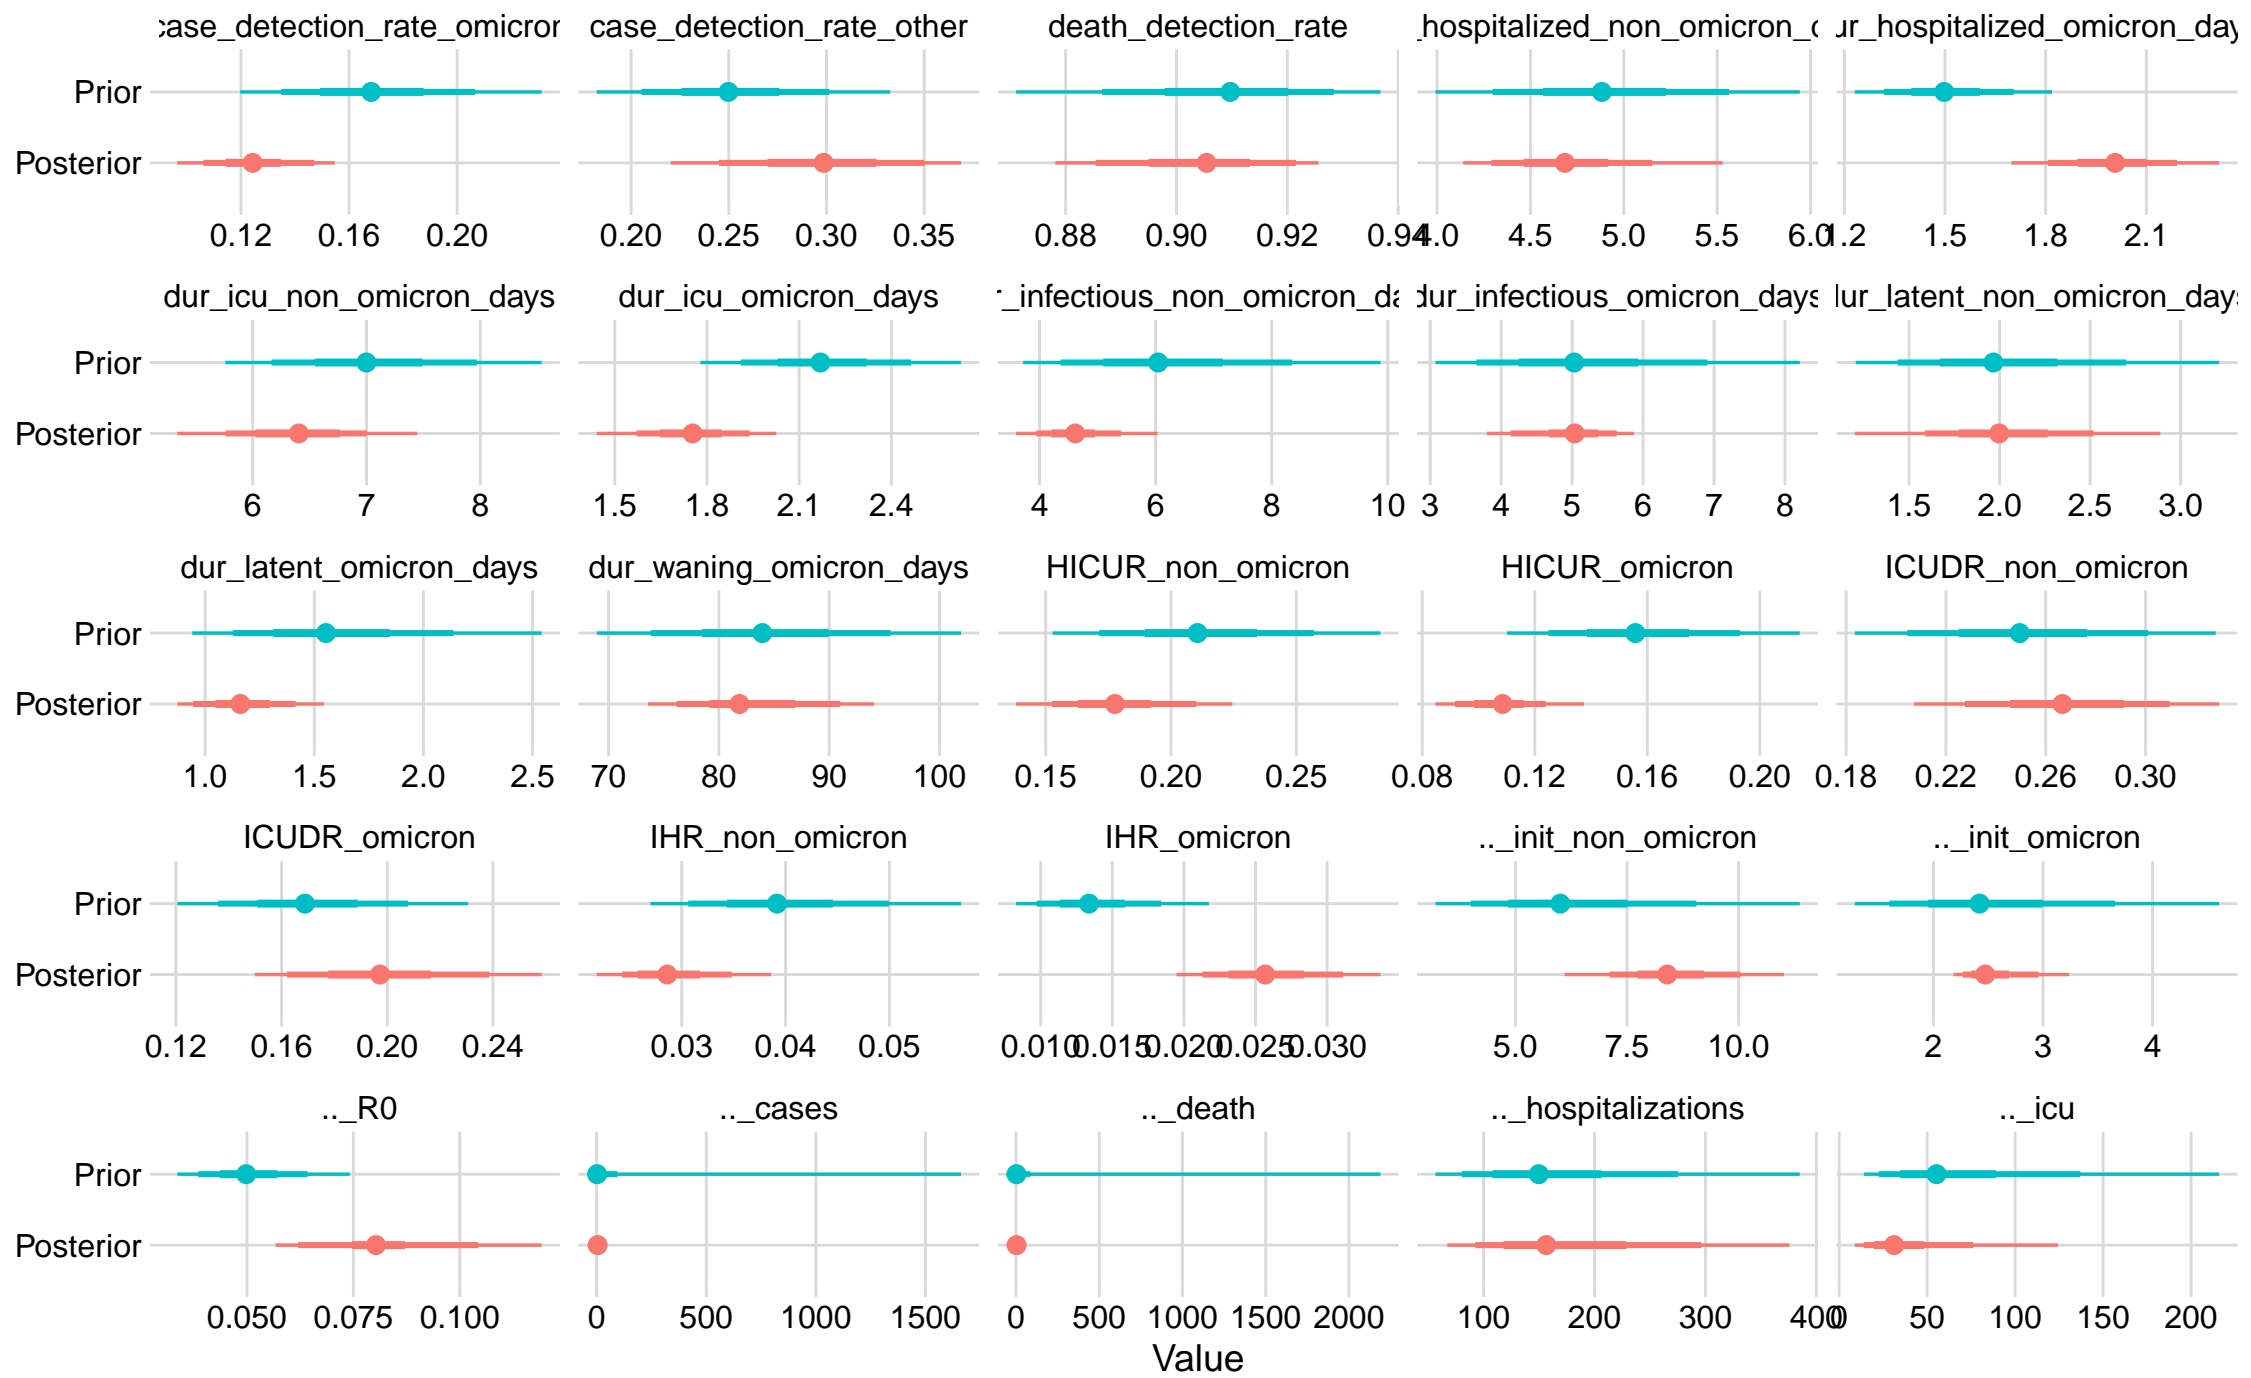 case_detection_rate_omicron case_detection_rate_other death_detection_rate _hospitalized_non_omicron_ ur_hospitalized_omicron_day
Prior
Posterior
0.12 0.16 0.20 0.20 0.25 0.30 0.35 0.88 0.90 0.92 0.94 4.0 4.5 5.0 5.5 6.0 1.2 1.5 1.8 2.1
dur_icu_non_omicron_days dur_icu_omicron_days r_infectious_non_omicron_da dur_infectious_omicron_days dur_latent_non_omicron_days
Prior
Posterior
6 7 8 1.5 1.8 2.1 2.4 4 6 8 10 3 4 5 6 7 8 1.5 2.0 2.5 3.0
dur_latent_omicron_days dur_waning_omicron_days HICUR_non_omicron HICUR_omicron ICUDR_non_omicron
Prior
Posterior
1.0 1.5 2.0 2.5 70 80 90 100 0.15 0.20 0.25 0.08 0.12 0.16 0.20 0.18 0.22 0.26 0.30
ICUDR_omicron IHR_non_omicron IHR_omicron .._init_non_omicron .._init_omicron
Prior
Posterior
0.12 0.16 0.20 0.24 0.03 0.04 0.05 0.010 0.015 0.020 0.025 0.030 5.0 7.5 10.0 2 3 4
.._R0 .._cases .._death .._hospitalizations .._icu
Prior
Posterior
0.050 0.075 0.100 0 500 1000 1500 0 500 1000 1500 2000 100 200 300 400 0 50 100 150 200
Value